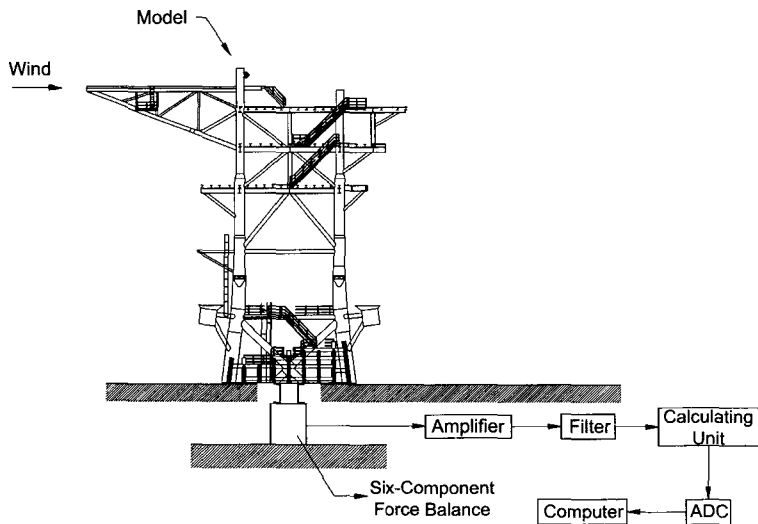 Model
Wind
Amplifier
Filter
Calculating
Unit
Six-Component
Force Balance
Computer
ADC